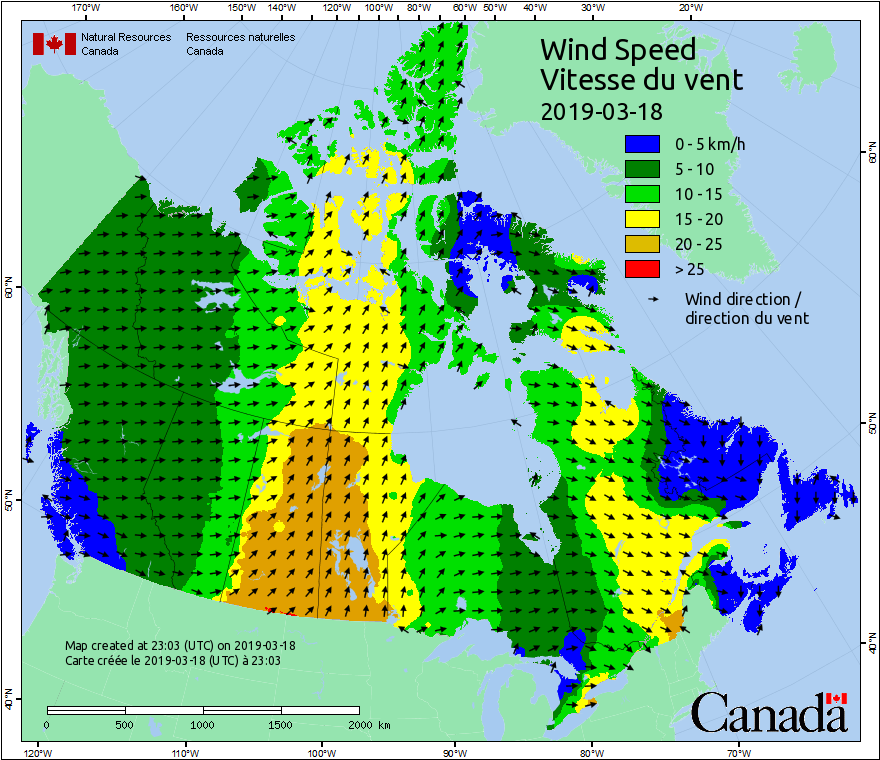 170°W 160°W 150°W 140°W 120°W 100°W 80°W 60°W 50°W 40°W 30°W 20°W
Natural Resources Ressources naturelles
Canada Canada
Wind Speed
Vitesse du vent
2019-03-18
0 - 5 km/h
5 - 10
10 - 15
15 - 20
20 - 25
> 25
Wind direction /
direction du vent
60°N
60°N
50°N
50°N
40°N
40°N
Map created at 23:03 (UTC) on 2019-03-18
Carte créée le 2019-03-18 (UTC) à 23:03
0 500 1000 1500 2000 km
Canada
120°W 110°W 100°W 90°W 80°W 70°W